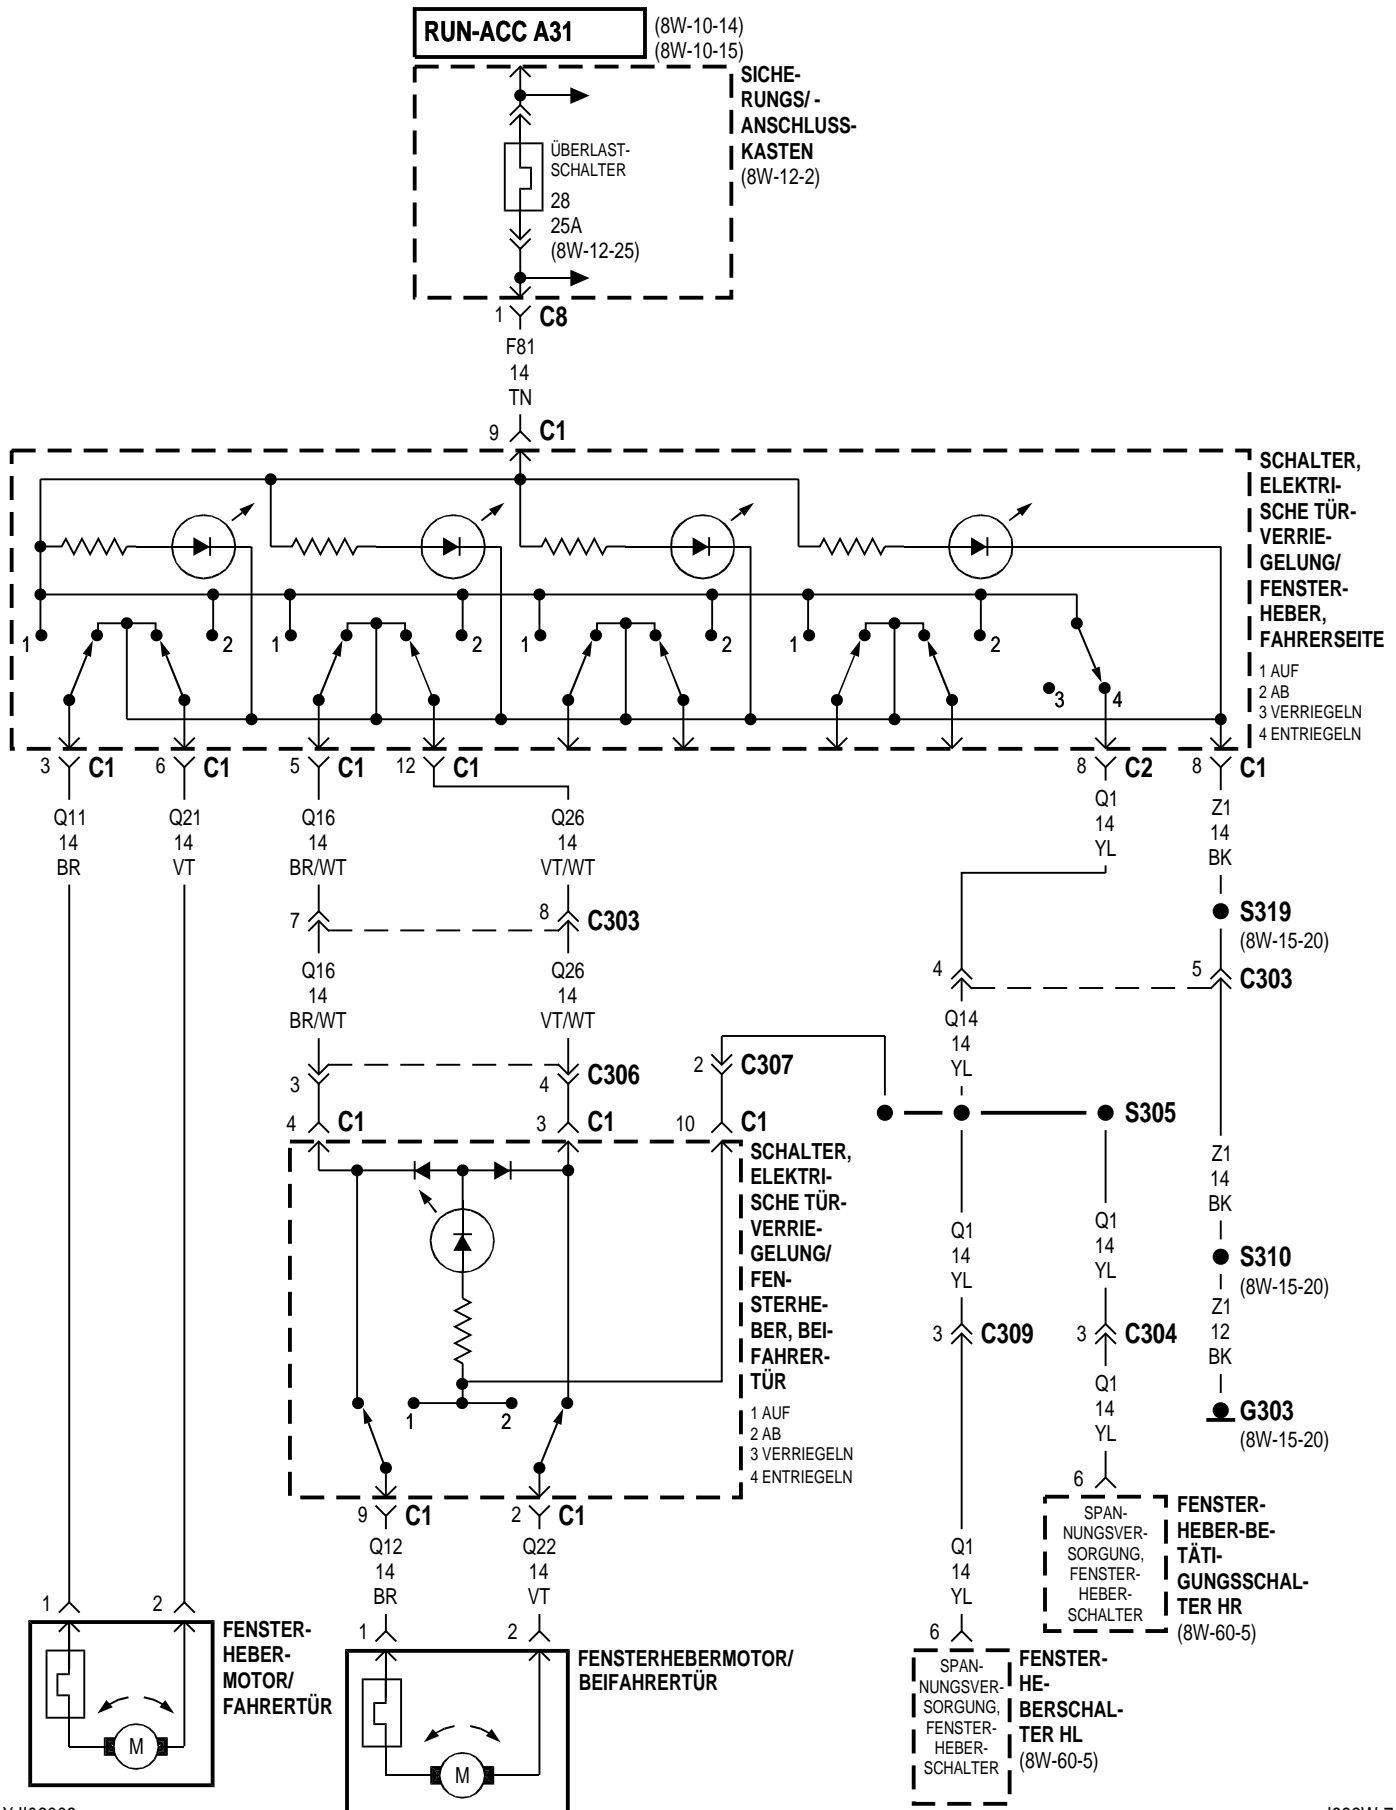 RUN-ACC A31
(8W-10-14)
(8W-10-15)
SICHE-
RUNGS/ -
ANSCHLUSS-
KASTEN
(8W-12-2)
ÜBERLAST-
SCHALTER
28
25A
(8W-12-25)
1 C8
F81
14
TN
9 C1
SCHALTER,
ELEKTRI-
SCHE TÜR-
VERRIE-
GELUNG/
FENSTER-
HEBER,
FAHRERSEITE
1 AUF
2 AB
3 VERRIEGELN
4 ENTRIEGELN
1 2 1 2 1 2 1 2
3 4
3 C1 6 C1 5 C1 12 C1 8 C2 8 C1
Q11
14
BR
Q21
14
VT
Q16
14
BR/WT
Q26
14
VT/WT
Q1
14
YL
Z1
14
BK
7 8 C303
S319
(8W-15-20)
4 5 C303
Q16
14
BR/WT
Q26
14
VT/WT
Q14
14
YL
3 4 C306
2 C307
4 C1 3 C1 10 C1
S305
SCHALTER,
ELEKTRI-
SCHE TÜR-
VERRIE-
GELUNG/
FEN-
STERHE-
BER, BEI-
FAHRER-
TÜR
1 AUF
2 AB
3 VERRIEGELN
4 ENTRIEGELN
1 2
Z1
14
BK
Q1
14
YL
Q1
14
YL
S310
(8W-15-20)
Z1
12
BK
3 C309
3 C304
Q1
14
YL
G303
(8W-15-20)
9 C1 2 C1
Q12
14
BR
Q22
14
VT
Q1
14
YL
6
SPAN-
NUNGSVER-
SORGUNG,
FENSTER-
HEBER-
SCHALTER
FENSTER-
HEBER-BE-
TÄTI-
GUNGSSCHAL-
TER HR
(8W-60-5)
1 2
FENSTER-
HEBER-
MOTOR/
FAHRERTÜR
M
1 2
FENSTERHEBERMOTOR/
BEIFAHRERTÜR
M
6
SPAN-
NUNGSVER-
SORGUNG,
FENSTER-
HEBER-
SCHALTER
FENSTER-
HE-
BERSCHAL-
TER HL
(8W-60-5)